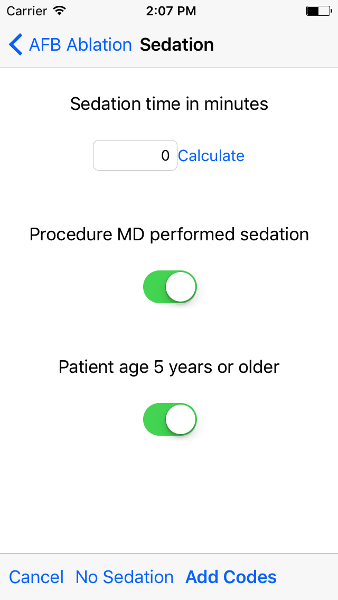 Carrier 2:07 PM
AFB Ablation Sedation
Sedation time in minutes
0 Calculate
Procedure MD performed sedation
Patient age 5 years or older
Cancel No Sedation Add Codes